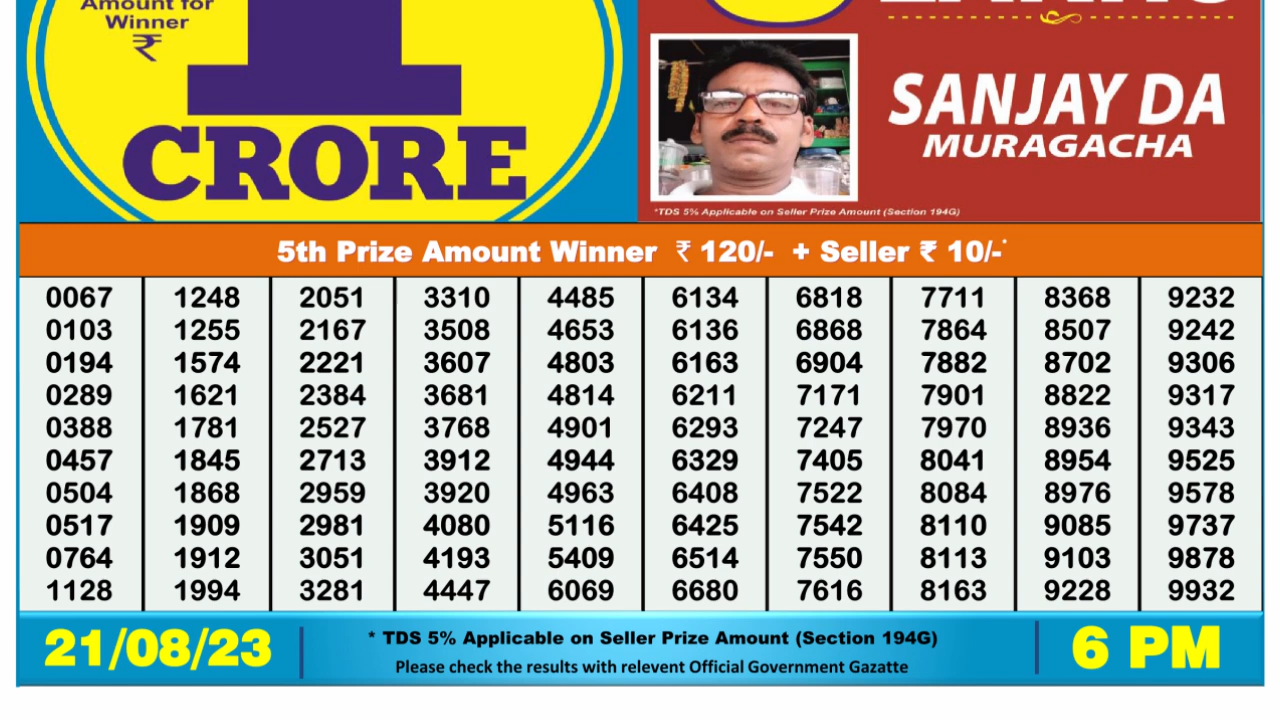 Amount for
Winner
₹
1
CRORE
SANJAY DA
MURAGACHA
*TDS 5% Applicable on Seller Prize Amount (Section 194G)
5th Prize Amount Winner ₹ 120/- + Seller ₹ 10/-*
0067 1248 2051 3310 4485 6134 6818 7711 8368 9232
0103 1255 2167 3508 4653 6136 6868 7864 8507 9242
0194 1574 2221 3607 4803 6163 6904 7882 8702 9306
0289 1621 2384 3681 4814 6211 7171 7901 8822 9317
0388 1781 2527 3768 4901 6293 7247 7970 8936 9343
0457 1845 2713 3912 4944 6329 7405 8041 8954 9525
0504 1868 2959 3920 4963 6408 7522 8084 8976 9578
0517 1909 2981 4080 5116 6425 7542 8110 9085 9737
0764 1912 3051 4193 5409 6514 7550 8113 9103 9878
1128 1994 3281 4447 6069 6680 7616 8163 9228 9932
21/08/23
* TDS 5% Applicable on Seller Prize Amount (Section 194G)
Please check the results with relevent Official Government Gazatte
6 PM